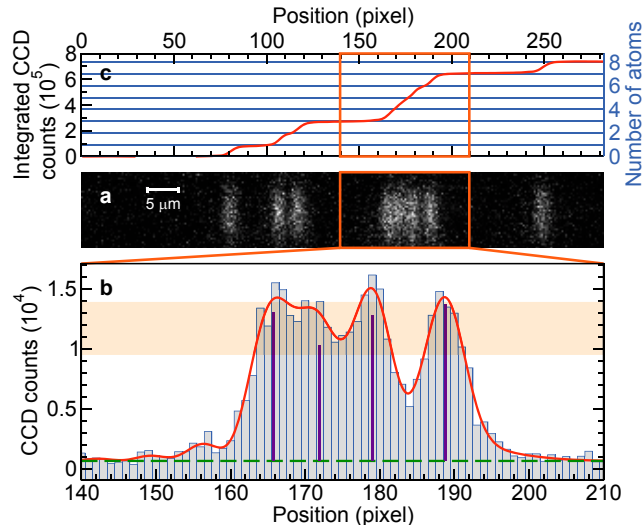 Position (pixel)
0 50 100 150 200 250
Integrated CCD
counts (10^5)
8
6
4
2
0
c
8
6
4
2
0
Number of atoms
a
5 μm
b
CCD counts (10^4)
1.5
1
0.5
0
140 150 160 170 180 190 200 210
Position (pixel)